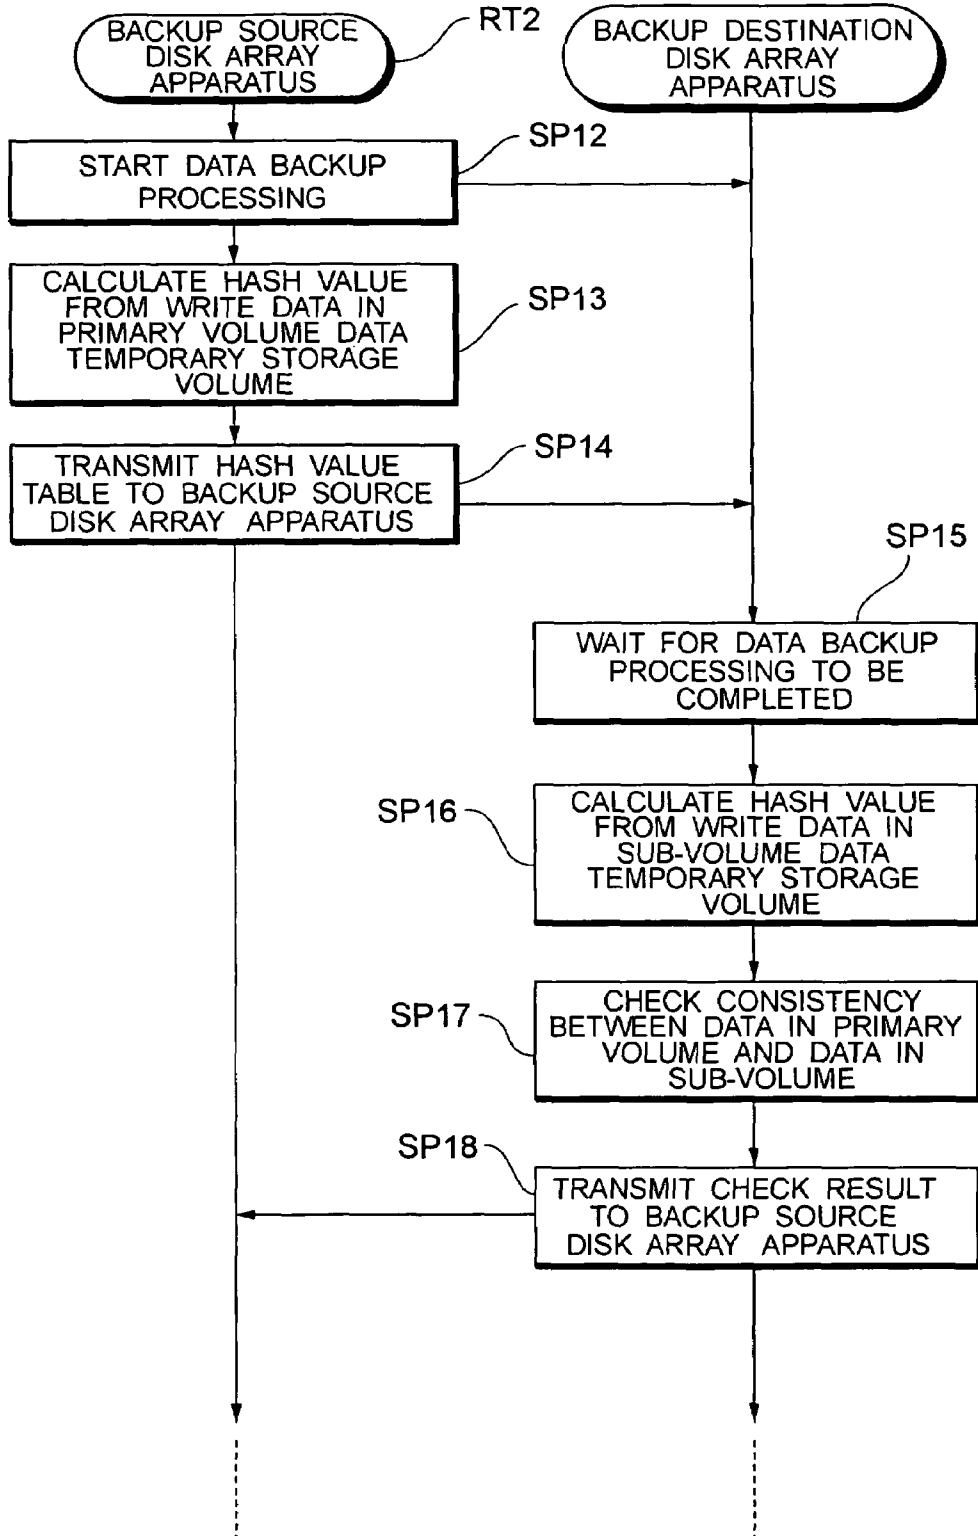 BACKUP SOURCE
DISK ARRAY
APPARATUS
RT2
BACKUP DESTINATION
DISK ARRAY
APPARATUS
SP12
START DATA BACKUP
PROCESSING
SP13
CALCULATE HASH VALUE
FROM WRITE DATA IN
PRIMARY VOLUME DATA
TEMPORARY STORAGE
VOLUME
SP14
TRANSMIT HASH VALUE
TABLE TO BACKUP SOURCE
DISK ARRAY APPARATUS
SP15
WAIT FOR DATA BACKUP
PROCESSING TO BE
COMPLETED
SP16
CALCULATE HASH VALUE
FROM WRITE DATA IN
SUB-VOLUME DATA
TEMPORARY STORAGE
VOLUME
SP17
CHECK CONSISTENCY
BETWEEN DATA IN PRIMARY
VOLUME AND DATA IN
SUB-VOLUME
SP18
TRANSMIT CHECK RESULT
TO BACKUP SOURCE
DISK ARRAY APPARATUS